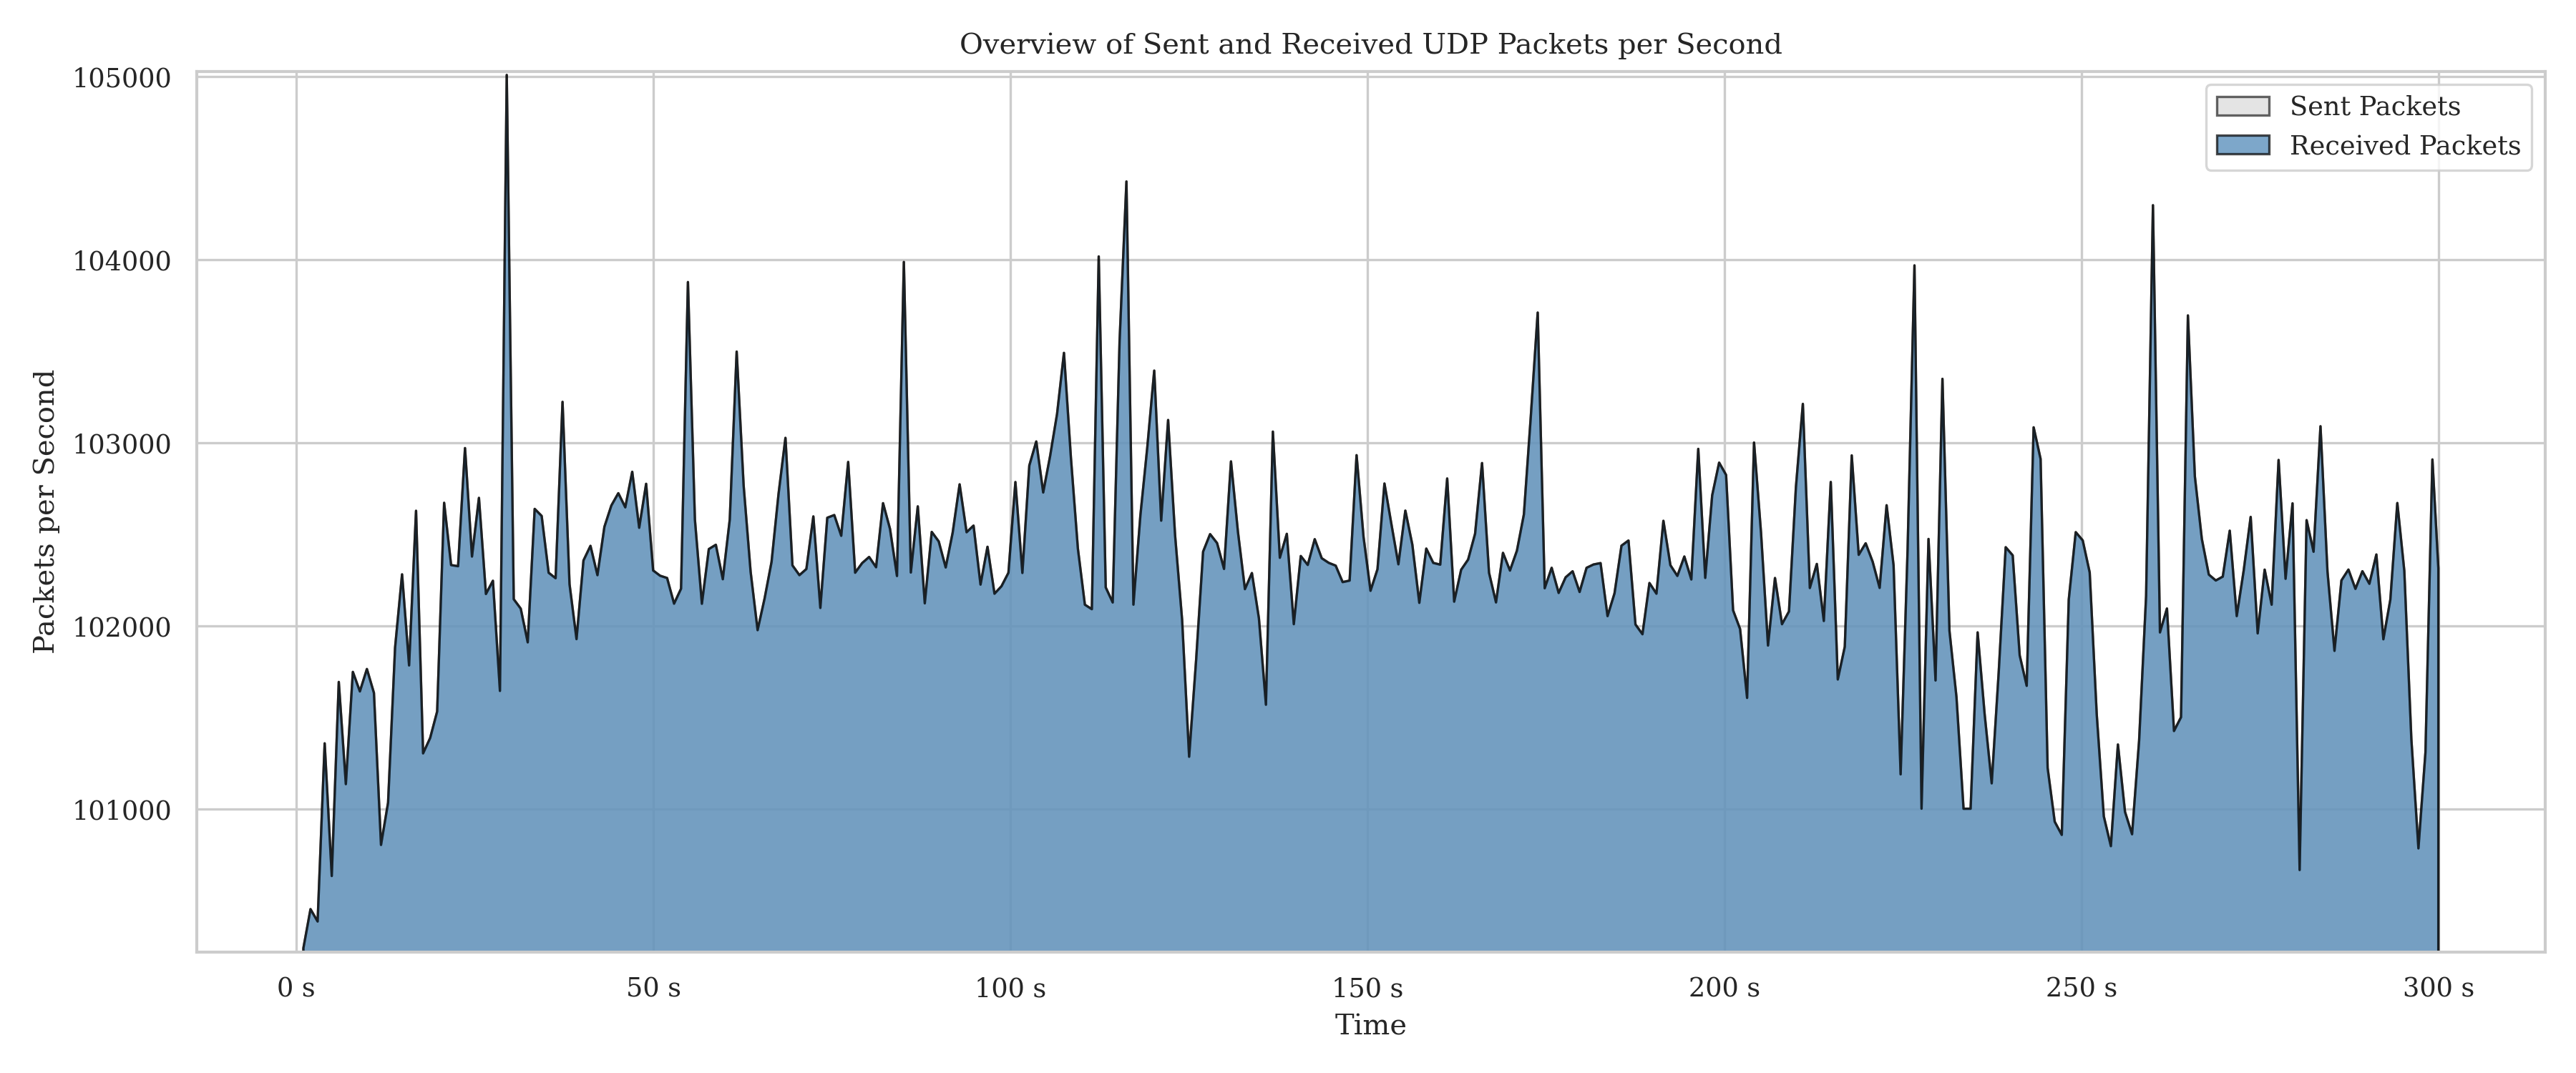 Overview of Sent and Received UDP Packets per Second
105000
104000
103000
102000
101000
Packets per Second
Sent Packets
Received Packets
0 s
50 s
100 s
150 s
200 s
250 s
300 s
Time